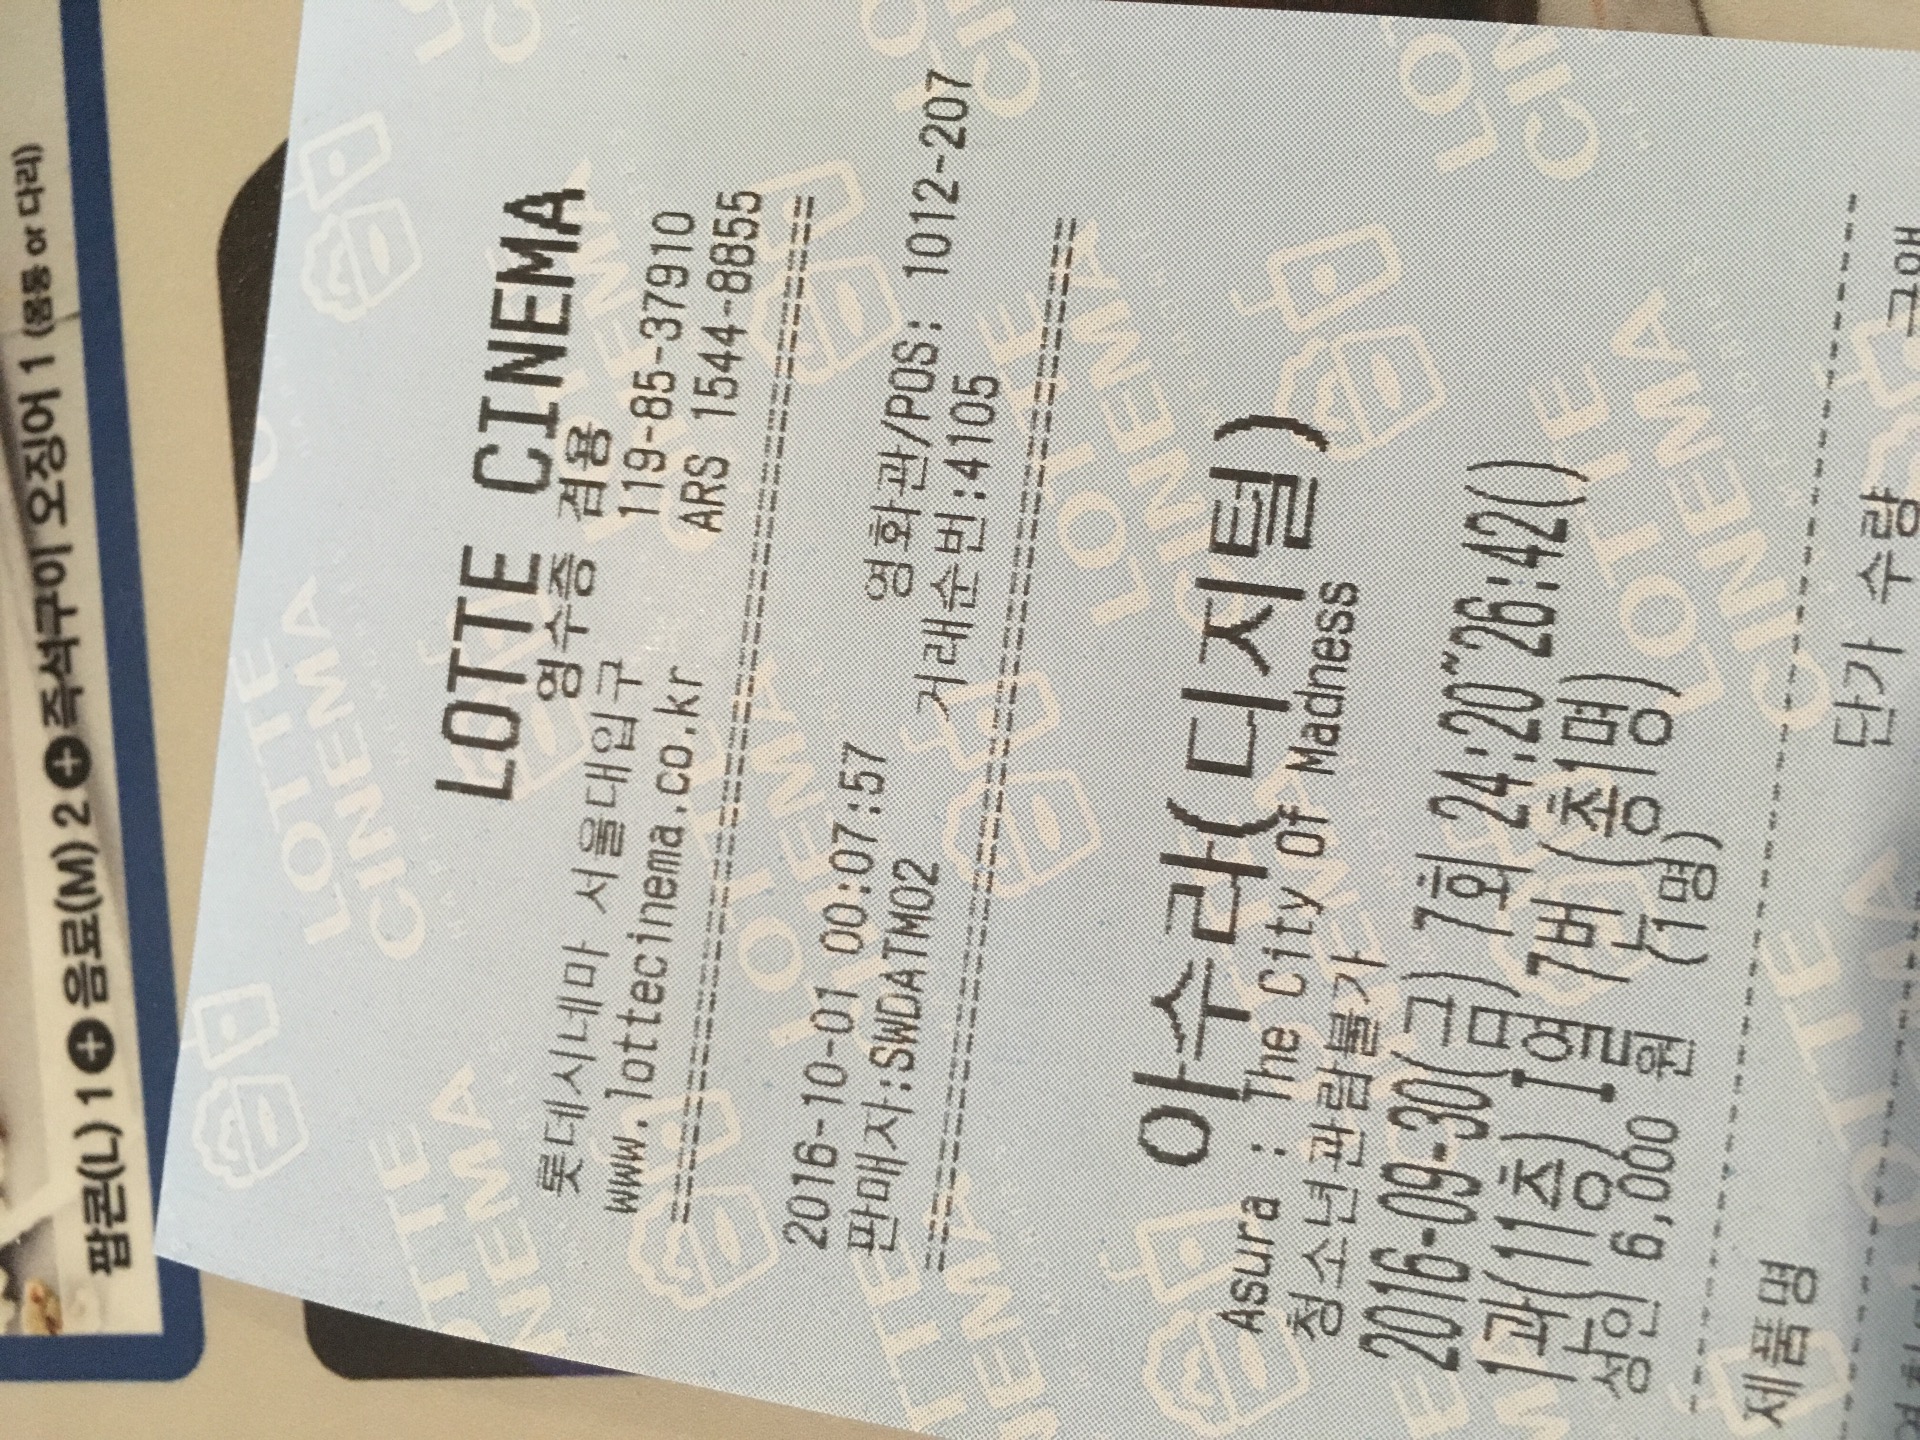 팝콘(L) 1 + 음료(M) 2 + 즉석구이 오징어 1 (몸통 or 다리)
LOTTE CINEMA
영수증 겸용
롯데시네마 서울대입구 119-85-37910
www.lottecinema.co.kr ARS 1544-8855
2016-10-01 00:07:57 영화관/POS: 1012-207
판매자:SWDATM02 거래순번:4105
아수라(디지털)
Asura : The City of Madness
청소년관람불가
2016-09-30(금) 7회 24:20~26:42()
1관(11층) I열 7번(총1명)
성인 6,000 원 (1명)
제품명 단가 수량 금액